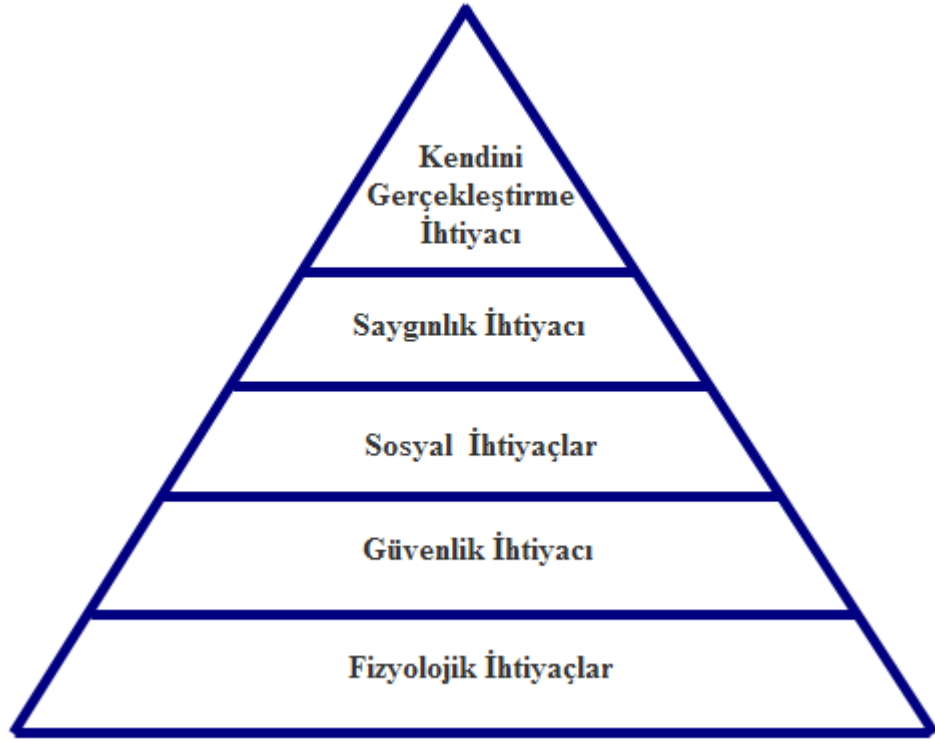 Kendini
Gerçekleştirme
İhtiyacı
Saygınlık İhtiyacı
Sosyal İhtiyaçlar
Güvenlik İhtiyacı
Fizyolojik İhtiyaçlar